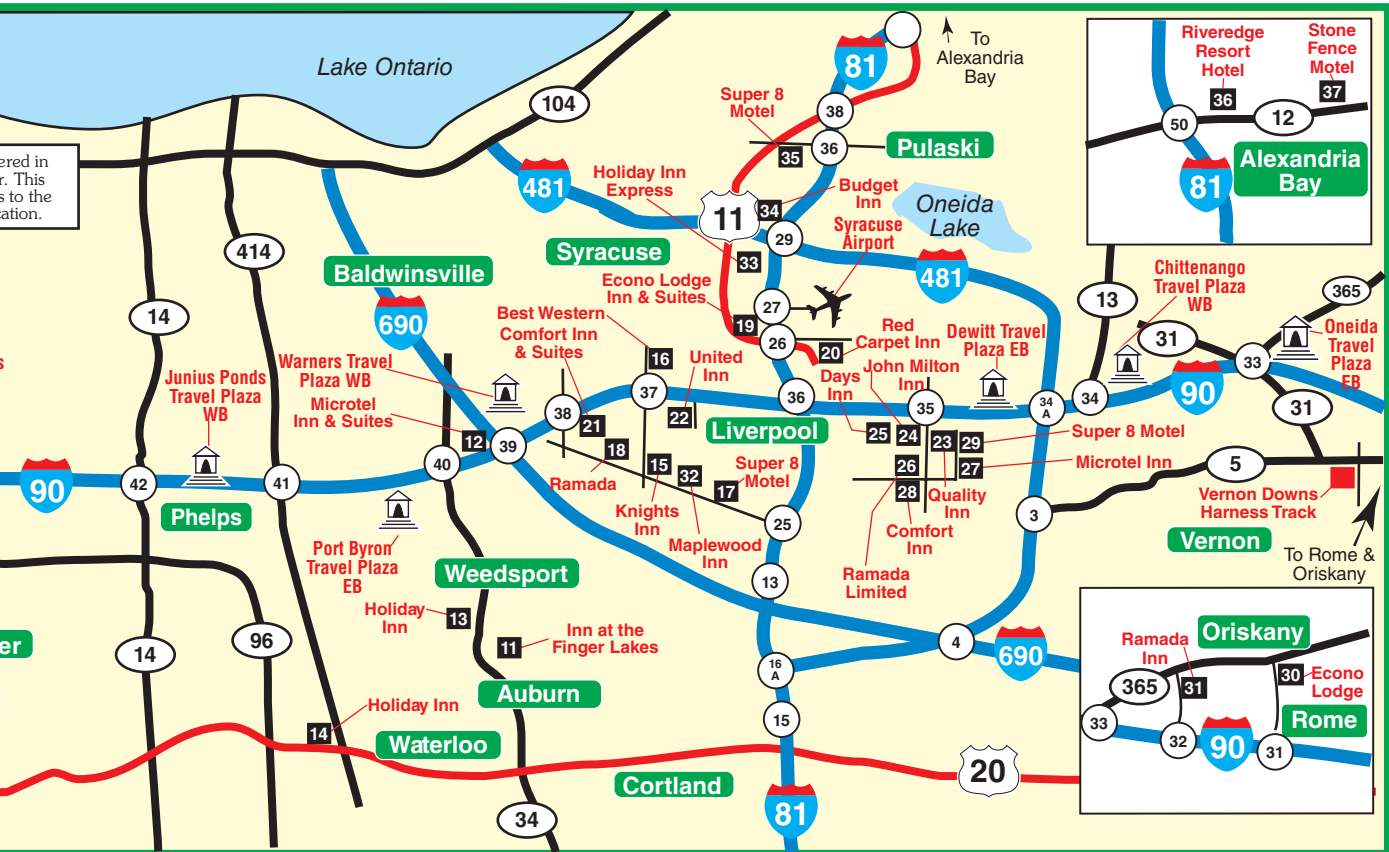 Lake Ontario
104
81
To
Alexandria
Bay
Super 8
Motel
38
36
35
Pulaski
Riveredge
Resort
Hotel
36
Stone
Fence
Motel
37
50
12
81
Alexandria
Bay
ered in
r. This
s to the
cation.
481
Holiday Inn
Express
11
34
Budget
Inn
Oneida
Lake
Syracuse
Airport
29
33
481
414
Baldwinsville
Syracuse
Econo Lodge
Inn & Suites
19
27
26
13
Chittenango
Travel Plaza
WB
365
14
690
Best Western
Comfort Inn
& Suites
16
United
Inn
20
Red
Carpet Inn
John Milton
Inn
Days
Inn
Dewitt Travel
Plaza EB
31
33
Oneida
Travel
Plaza
EB
s
Junius Ponds
Travel Plaza
WB
Warners Travel
Plaza WB
Microtel
Inn & Suites
12
38
21
37
22
36
Liverpool
35
34
A
34
90
31
90
42
41
40
39
18
Ramada
15
Knights
Inn
32
Maplewood
Inn
17
Super 8
Motel
25
25
24
23
29
Super 8 Motel
27
Microtel Inn
26
28
Quality
Inn
Comfort
Inn
Ramada
Limited
5
3
Vernon Downs
Harness Track
Vernon
To Rome &
Oriskany
Phelps
Port Byron
Travel Plaza
EB
Weedsport
13
Holiday
Inn
13
11
Inn at the
Finger Lakes
er
14
96
4
690
16
A
15
Auburn
Holiday Inn
14
Waterloo
Cortland
20
34
81
Oriskany
Ramada
Inn
365
31
30
Econo
Lodge
Rome
33
32
90
31